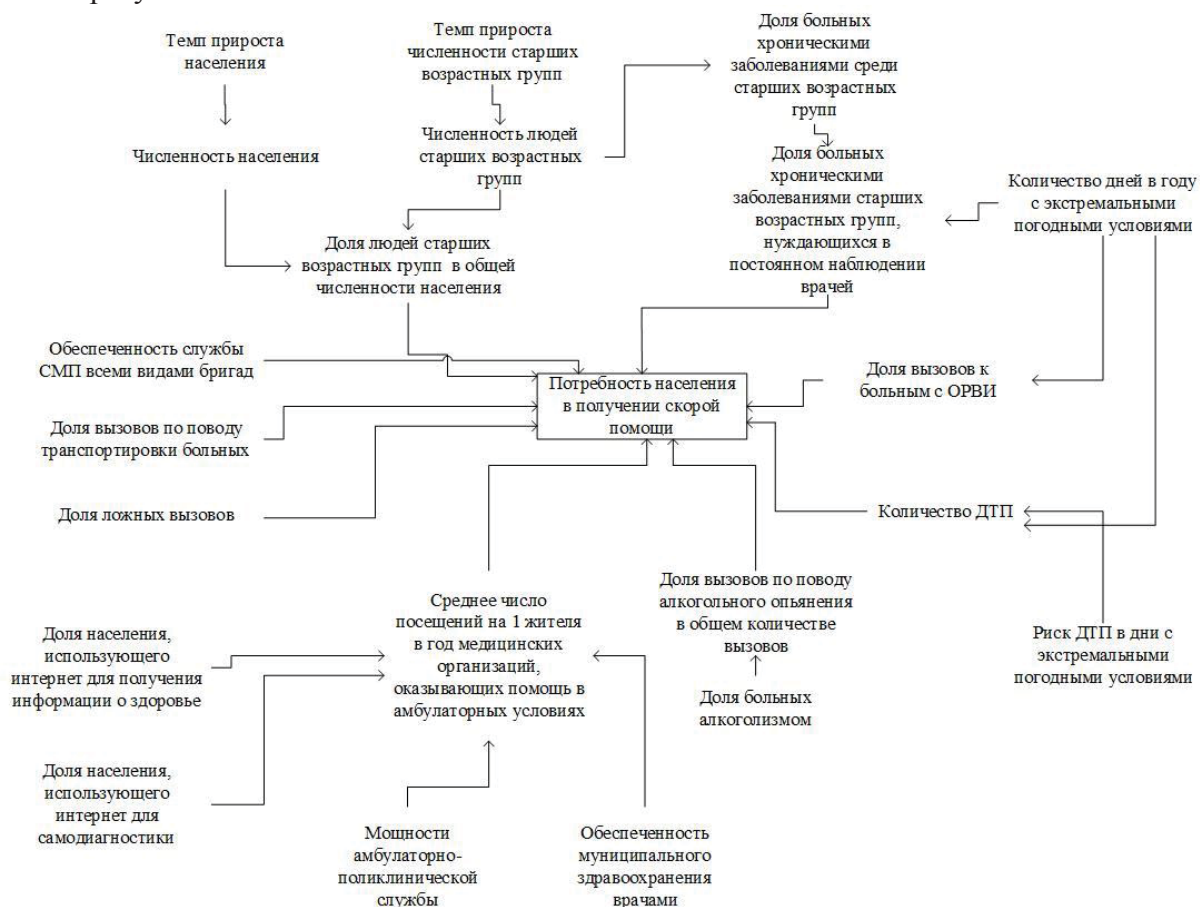 Темп прироста
населения
Темп прироста
численности старших
возрастных групп
Доля больных
хроническими
заболеваниями среди
старших возрастных
групп
Численность населения
Численность людей
старших возрастных
групп
Доля больных
хроническими
заболеваниями старших
возрастных групп,
нуждающихся в
постоянном наблюдении
врачей
Количество дней в году
с экстремальными
погодными условиями
Доля людей старших
возрастных групп в общей
численности населения
Обеспеченность службы
СМП всеми видами бригад
Потребность населения
в получении скорой
помощи
Доля вызовов к
больным с ОРВИ
Доля вызовов по поводу
транспортировки больных
Доля ложных вызовов
Количество ДТП
Среднее число
посещений на 1 жителя
в год медицинских
организаций,
оказывающих помощь в
амбулаторных условиях
Доля вызовов по поводу
алкогольного опьянения
в общем количестве
вызовов
Доля населения,
использующего
интернет для получения
информации о здоровье
Риск ДТП в дни с
экстремальными
погодными условиями
Доля больных
алкоголизмом
Доля населения,
использующего
интернет для
самодиагностики
Мощности
амбулаторно-
поликлинической
службы
Обеспеченность
муниципального
здравоохранения
врачами